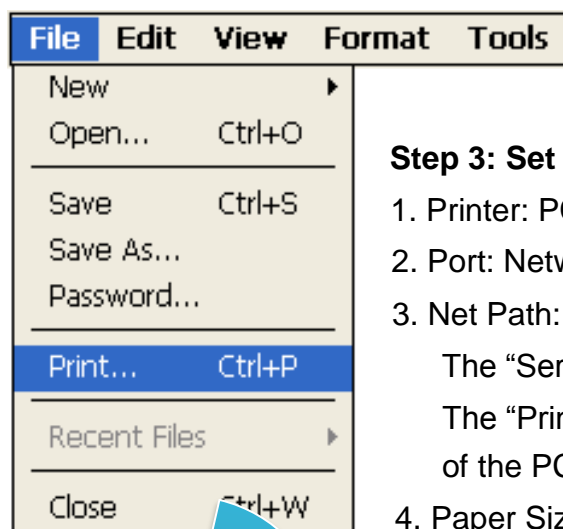 File Edit View Format Tools
New
Open... Ctrl+O
Save Ctrl+S
Save As...
Password...
Print... Ctrl+P
Recent Files
Close Ctrl+W
Step 3: Set
1. Printer:
2. Port:
3. Net Path:
The
The
of the
4. Paper